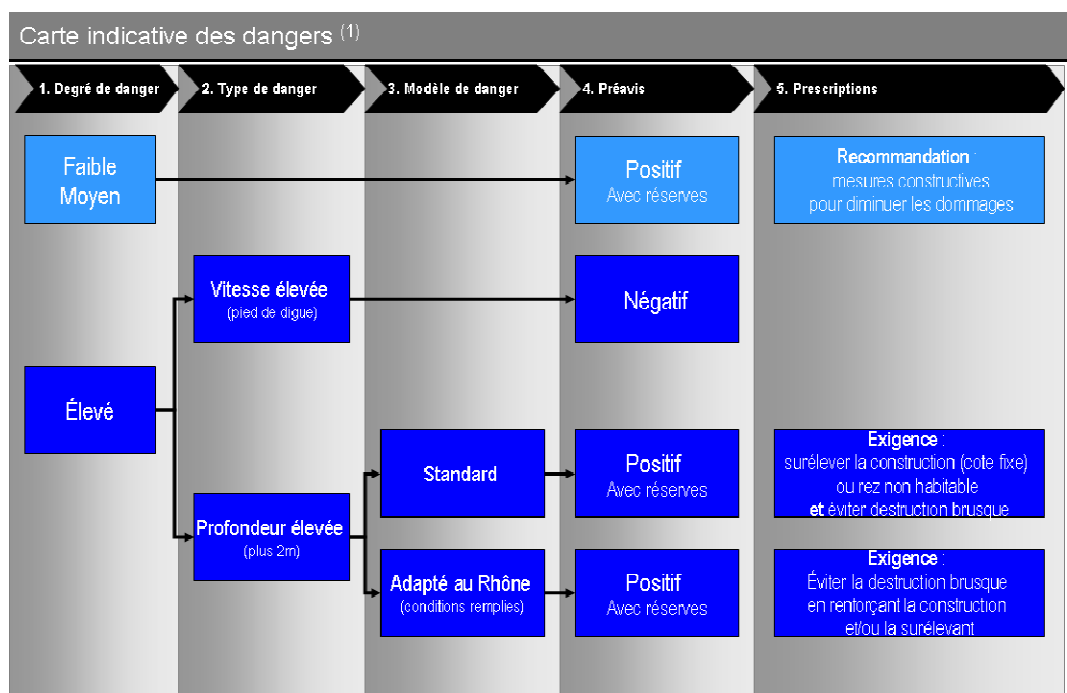 Carte indicative des dangers (1)
1. Degré de danger
2. Type de danger
3. Modèle de danger
4. Préavis
5. Prescriptions
Faible
Moyen
Positif
Avec réserves
Recommandation :
mesures constructives
pour diminuer les dommages
Vitesse élevée
(pied de digue)
Négatif
Élevé
Profondeur élevée
(plus 2m)
Standard
Positif
Avec réserves
Exigence :
surélever la construction (cote fixe)
ou rez non habitable
et éviter destruction brusque
Adapté au Rhône
(conditions remplies)
Positif
Avec réserves
Exigence :
Éviter la destruction brusque
en renforçant la construction
et/ou la surélevant